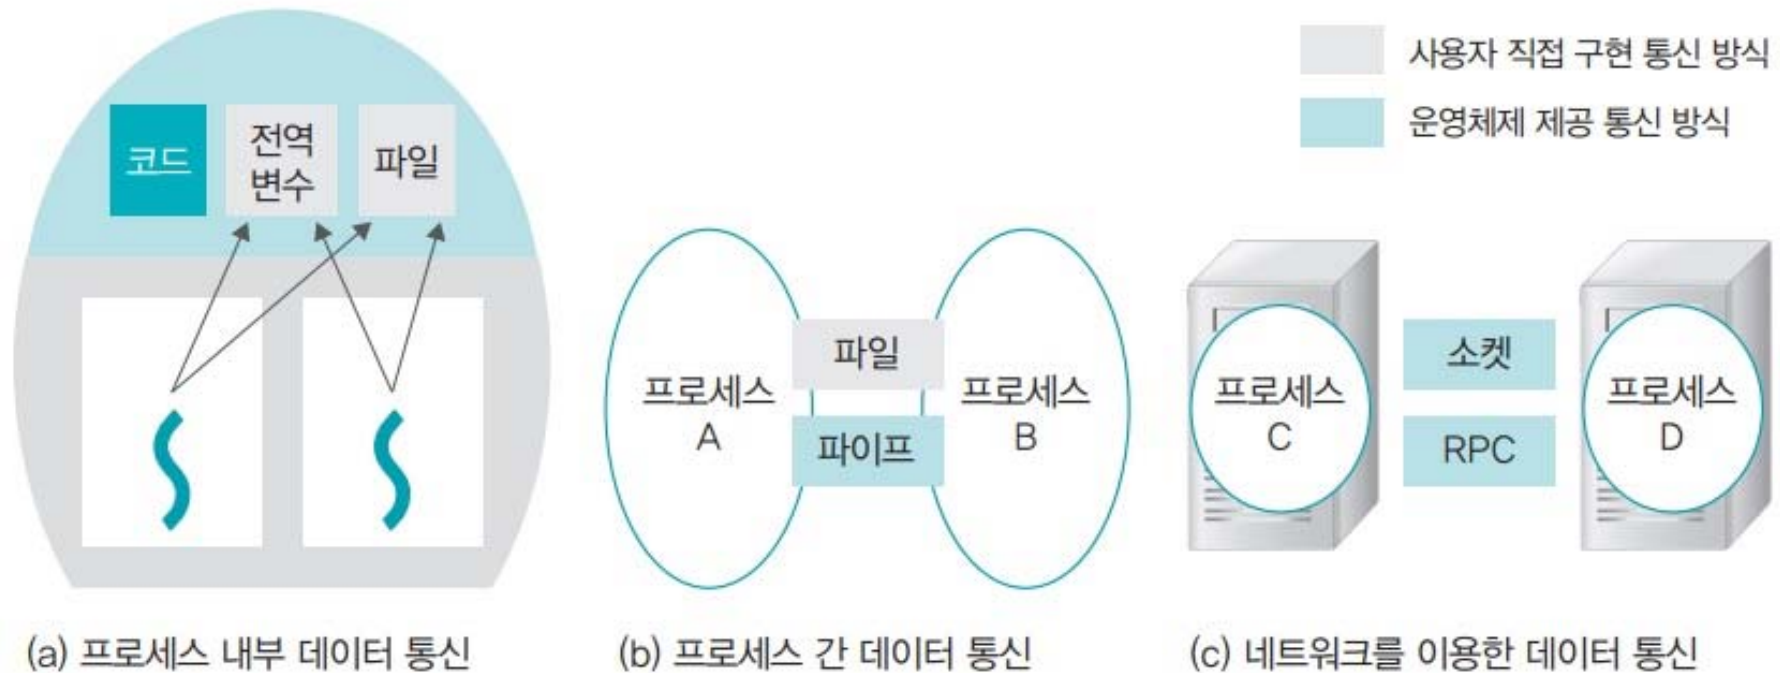 사용자 직접 구현 통신 방식
운영체제 제공 통신 방식
코드
전역
변수
파일
(a) 프로세스 내부 데이터 통신
프로세스
A
파일
파이프
프로세스
B
(b) 프로세스 간 데이터 통신
프로세스
C
소켓
RPC
프로세스
D
(c) 네트워크를 이용한 데이터 통신